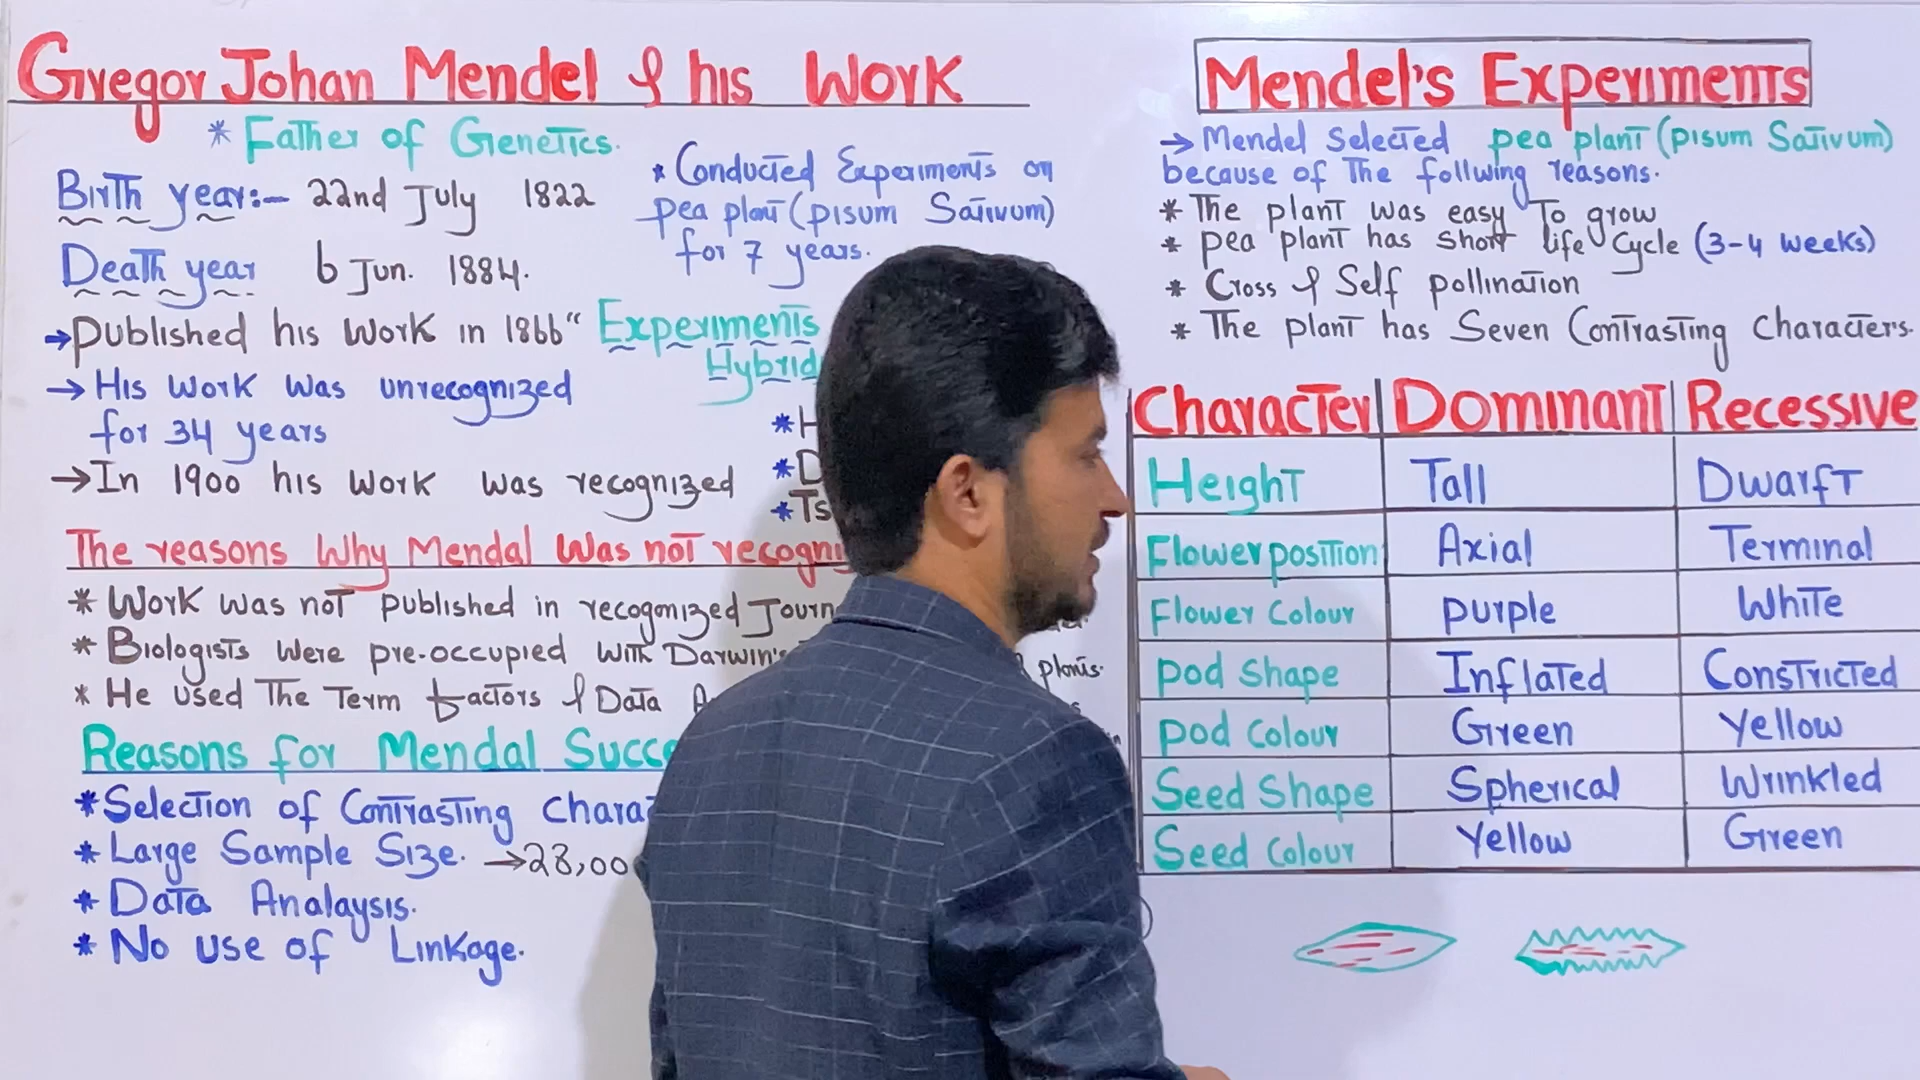 Gregor Johan Mendel & his Work
* Father of Genetics.
Birth year:- 22nd July 1822
Death year 6 Jun. 1884.
* Conducted Experiments on
pea plant (pisum Sativum)
for 7 years.
→ published his work in 1866 “ Experiments
Hybrid
→ His work was unrecognized
for 34 years
→ In 1900 his work was recognized
* H
* D
* Ts
The reasons why Mendal was not recogni
* Work was not published in recogonized Journ
* Biologists were pre-occupied with Darwin's
plants.
* He used The Term factors & Data A
Reasons for Mendal Succe
* Selection of Contrasting chara
* Large Sample Size. → 28,00
* Data Analaysis.
* No use of Linkage.
Mendel's Experiments
→ Mendel selected pea plant (pisum Sativum)
because of The follwing reasons.
* The plant was easy To grow
* pea plant has short life cycle (3-4 weeks)
* Cross & Self pollination
* The plant has Seven Contrasting characters.
Character Dominant Recessive
Height Tall Dwarft
Flower position Axial Terminal
Flower Colour purple White
pod Shape Inflated Constricted
pod Colour Green yellow
Seed Shape Spherical Wrinkled
Seed Colour yellow Green